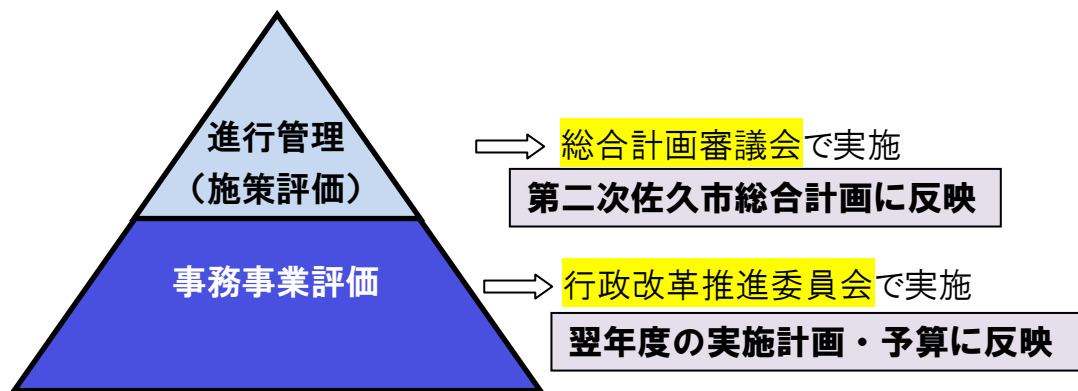 進行管理
（施策評価）
総合計画審議会で実施
第二次佐久市総合計画に反映
事務事業評価
行政改革推進委員会で実施
翌年度の実施計画・予算に反映